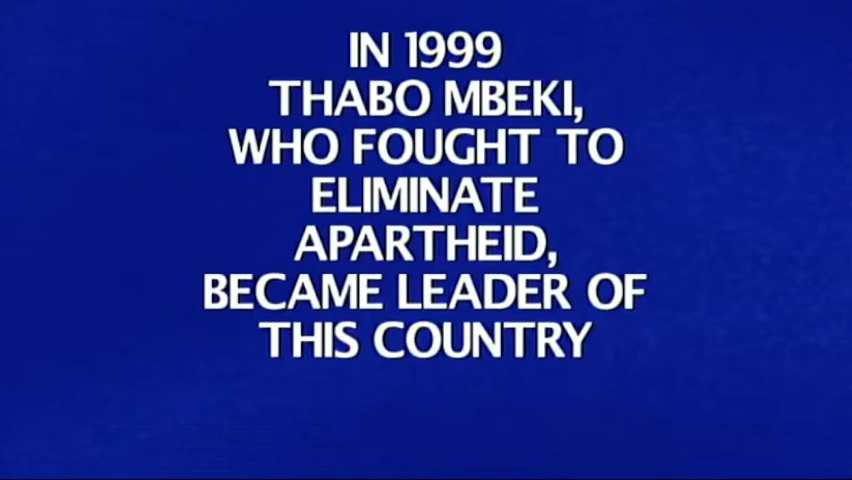 IN 1999
THABO MBEKI,
WHO FOUGHT TO
ELIMINATE
APARTHEID,
BECAME LEADER OF
THIS COUNTRY